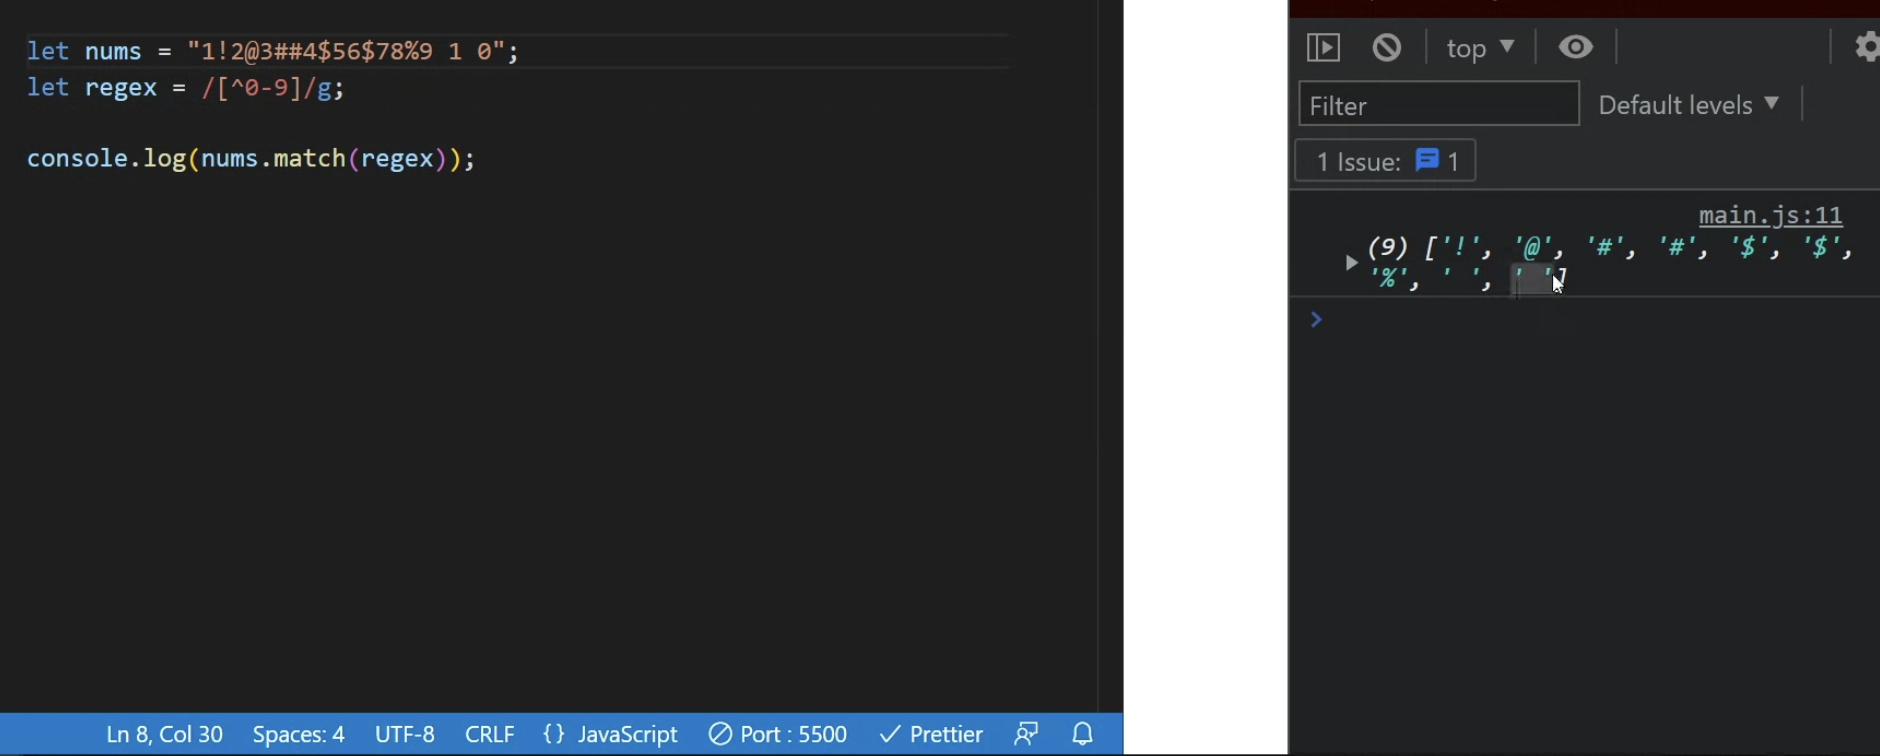 let nums = "1!2@3##4$56$78%9 1 0";
let regex = /[^0-9]/g;
console.log(nums.match(regex));
Ln 8, Col 30 Spaces: 4 UTF-8 CRLF {} JavaScript Port : 5500 Prettier
top
Filter Default levels
1 Issue: 1
main.js:11
(9) ['!', '@', '#', '#', '$', '$',
'%', ' ', ' ']
>